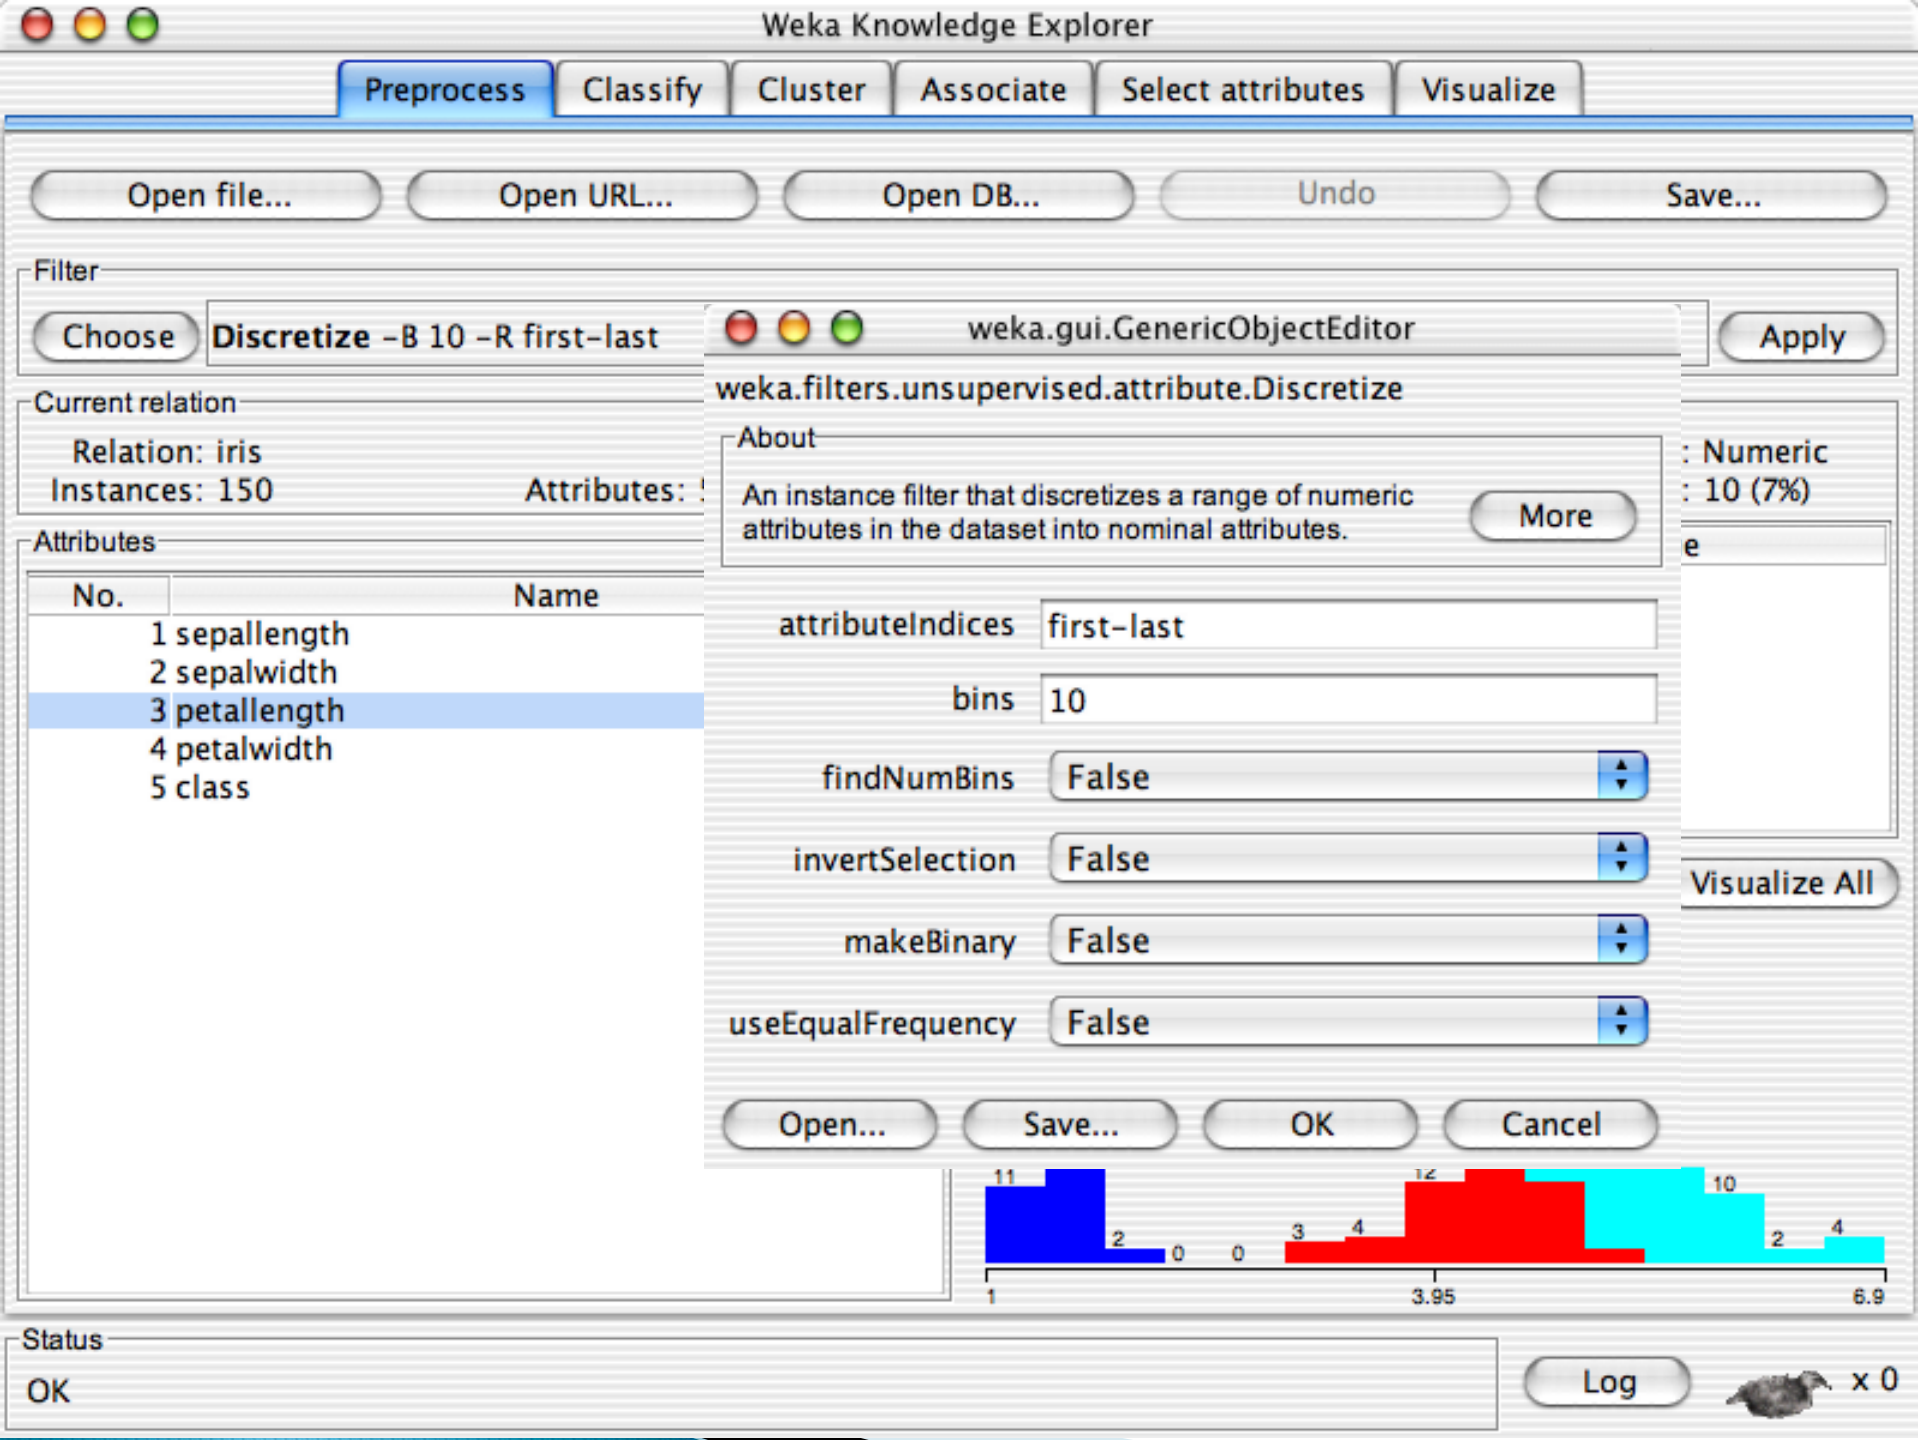 Weka Knowledge Explorer
Preprocess Classify Cluster Associate Select attributes Visualize
Open file... Open URL... Open DB... Undo Save...
Filter
Choose Discretize -B 10 -R first-last Apply
weka.gui.GenericObjectEditor
weka.filters.unsupervised.attribute.Discretize
About
An instance filter that discretizes a range of numeric
attributes in the dataset into nominal attributes.
More
attributeIndices first-last
bins 10
findNumBins False
invertSelection False
makeBinary False
useEqualFrequency False
Open... Save... OK Cancel
Current relation
Relation: iris
Instances: 150 Attributes:
: Numeric
: 10 (7%)
Attributes
No. Name
1 sepallength
2 sepalwidth
3 petallength
4 petalwidth
5 class
Visualize All
11 2 0 0 3 4 12 10 2 4
1 3.95 6.9
Status
OK
Log x 0